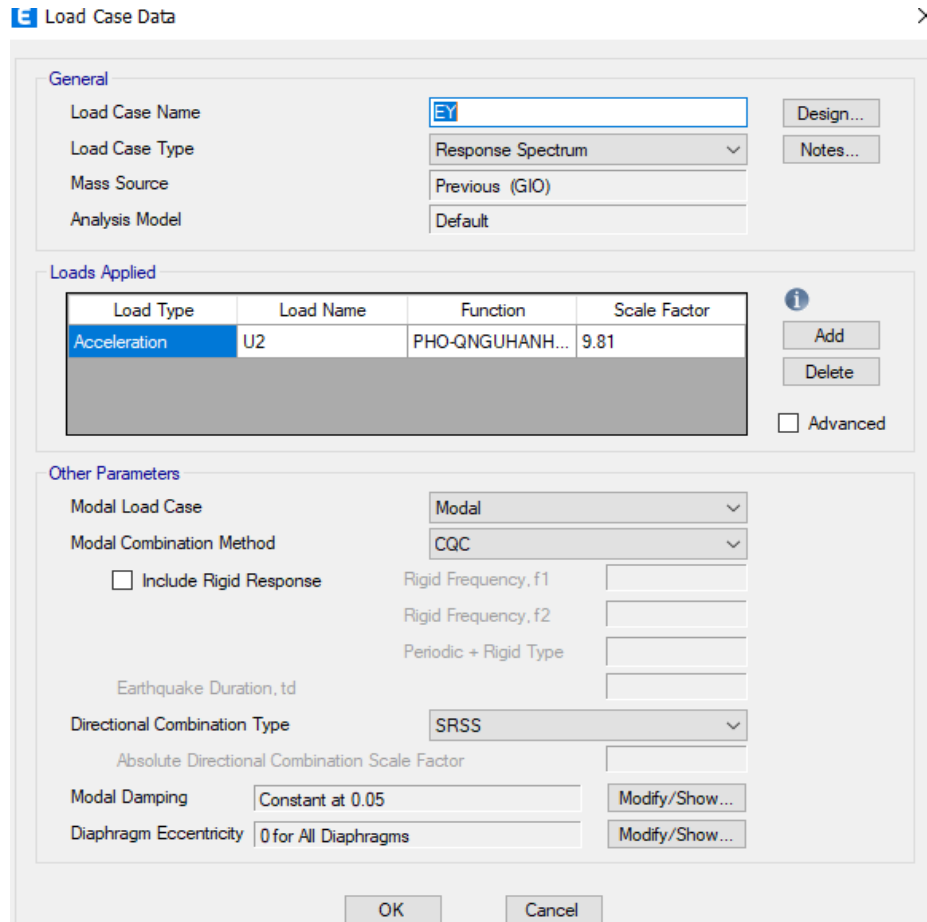 E Load Case Data
General
Load Case Name EY Design...
Load Case Type Response Spectrum Notes...
Mass Source Previous (GIO)
Analysis Model Default
Loads Applied
Load Type Load Name Function Scale Factor
Acceleration U2 PHO-QNGUHANH... 9.81
Add
Delete
Advanced
Other Parameters
Modal Load Case Modal
Modal Combination Method CQC
Include Rigid Response Rigid Frequency, f1
Rigid Frequency, f2
Periodic + Rigid Type
Earthquake Duration, td
Directional Combination Type SRSS
Absolute Directional Combination Scale Factor
Modal Damping Constant at 0.05 Modify/Show...
Diaphragm Eccentricity 0 for All Diaphragms Modify/Show...
OK Cancel